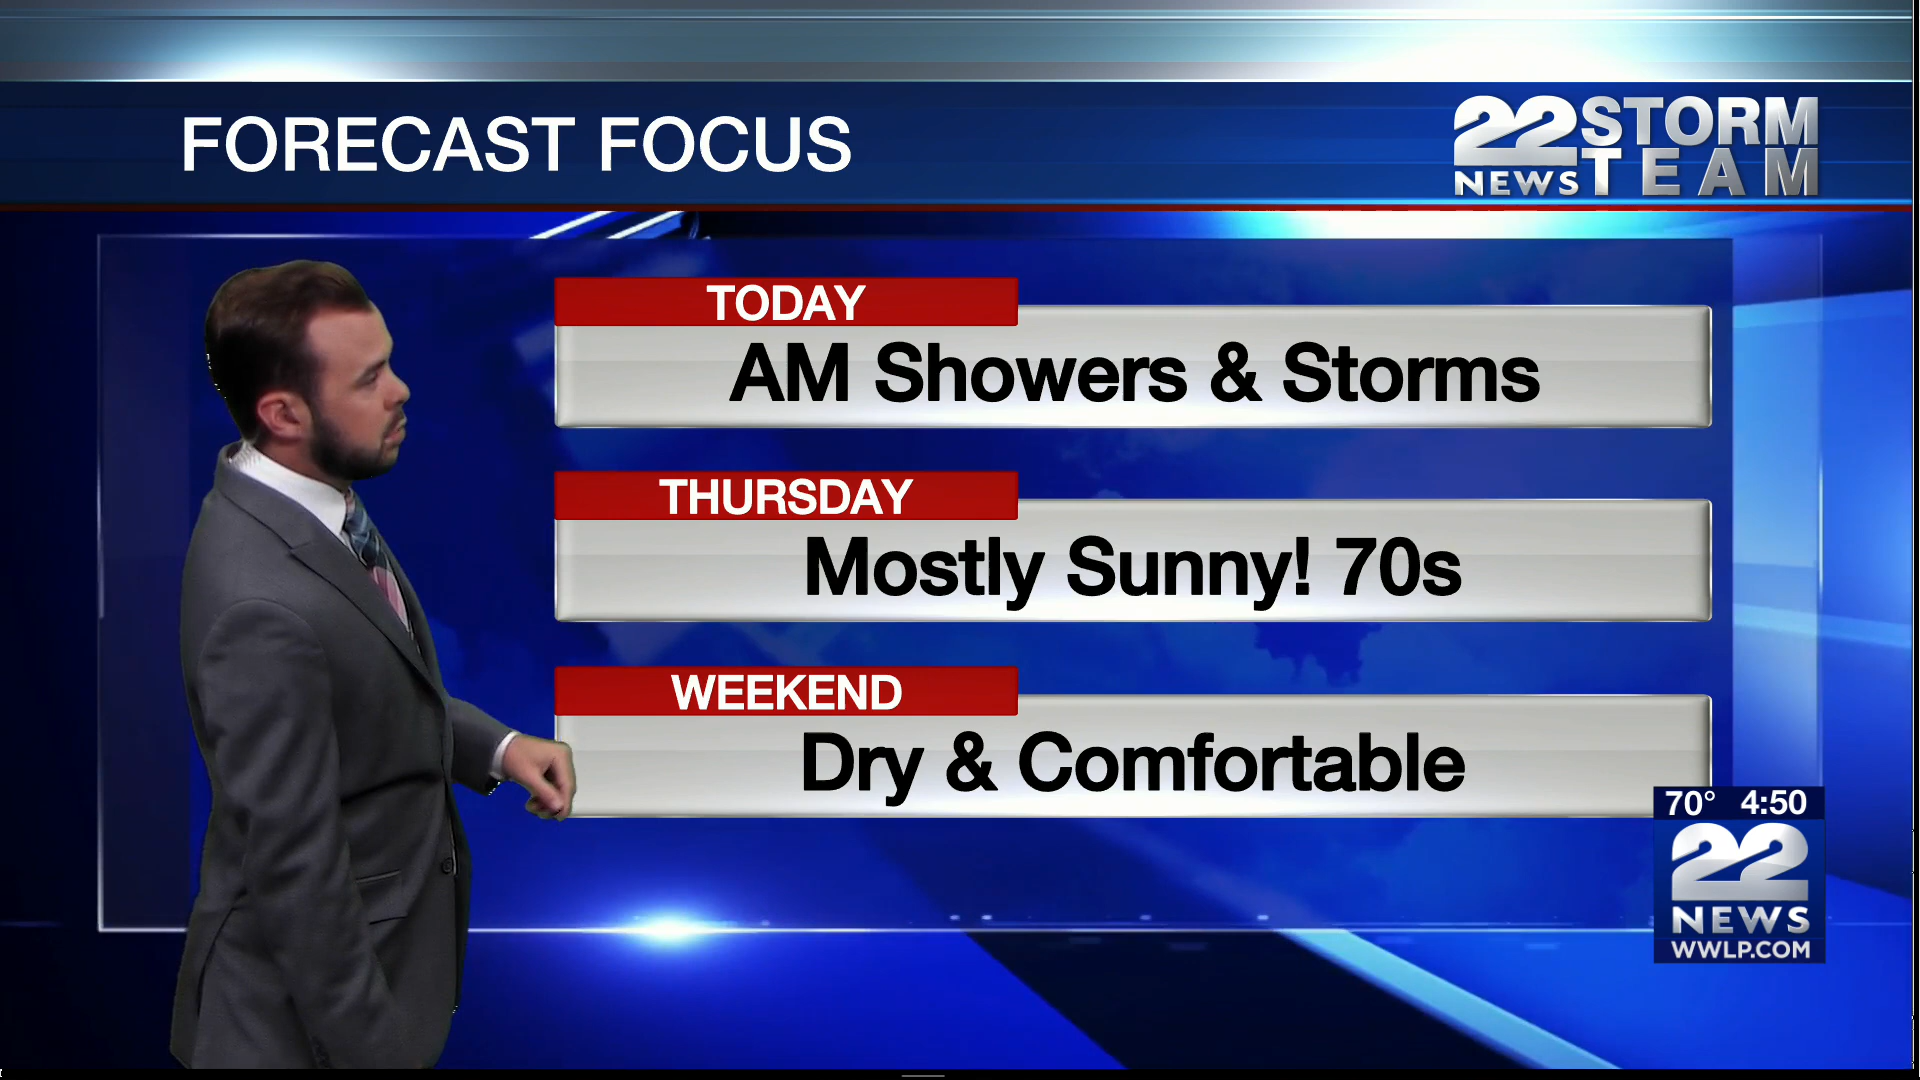 FORECAST FOCUS
22 STORM
NEWS TEAM
TODAY
AM Showers & Storms
THURSDAY
Mostly Sunny! 70s
WEEKEND
Dry & Comfortable
70° 4:50
22
NEWS
WWLP.COM